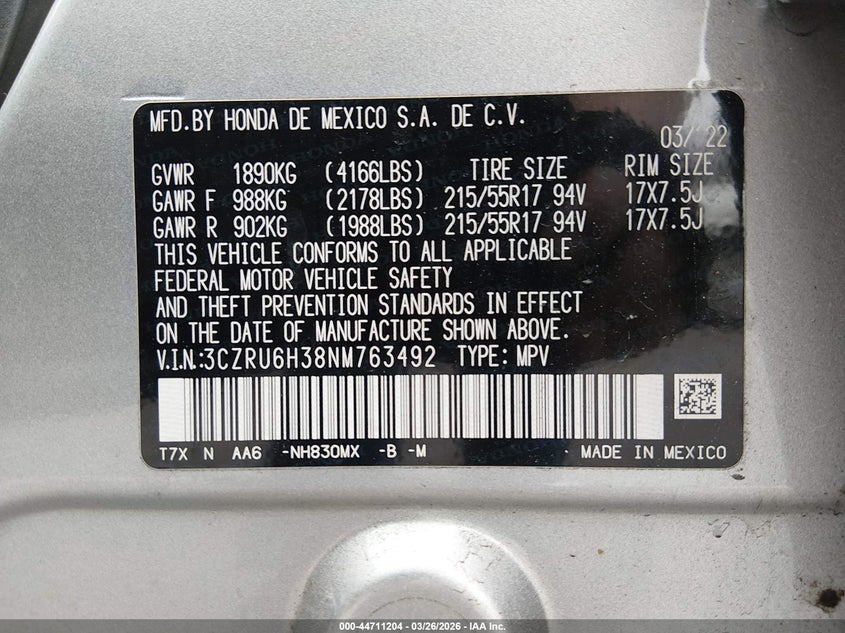 MFD.BY HONDA DE MEXICO S.A. DE C.V.
03/'22
GVWR 1890KG (4166LBS) TIRE SIZE RIM SIZE
GAWR F 988KG (2178LBS) 215/55R17 94V 17X7.5J
GAWR R 902KG (1988LBS) 215/55R17 94V 17X7.5J
THIS VEHICLE CONFORMS TO ALL APPLICABLE
FEDERAL MOTOR VEHICLE SAFETY
AND THEFT PREVENTION STANDARDS IN EFFECT
ON THE DATE OF MANUFACTURE SHOWN ABOVE.
V.I.N.:3CZRU6H38NM763492 TYPE: MPV
T7X N AA6 -NH830MX -B -M MADE IN MEXICO
000-44711204 - 03/26/2026 - IAA Inc.